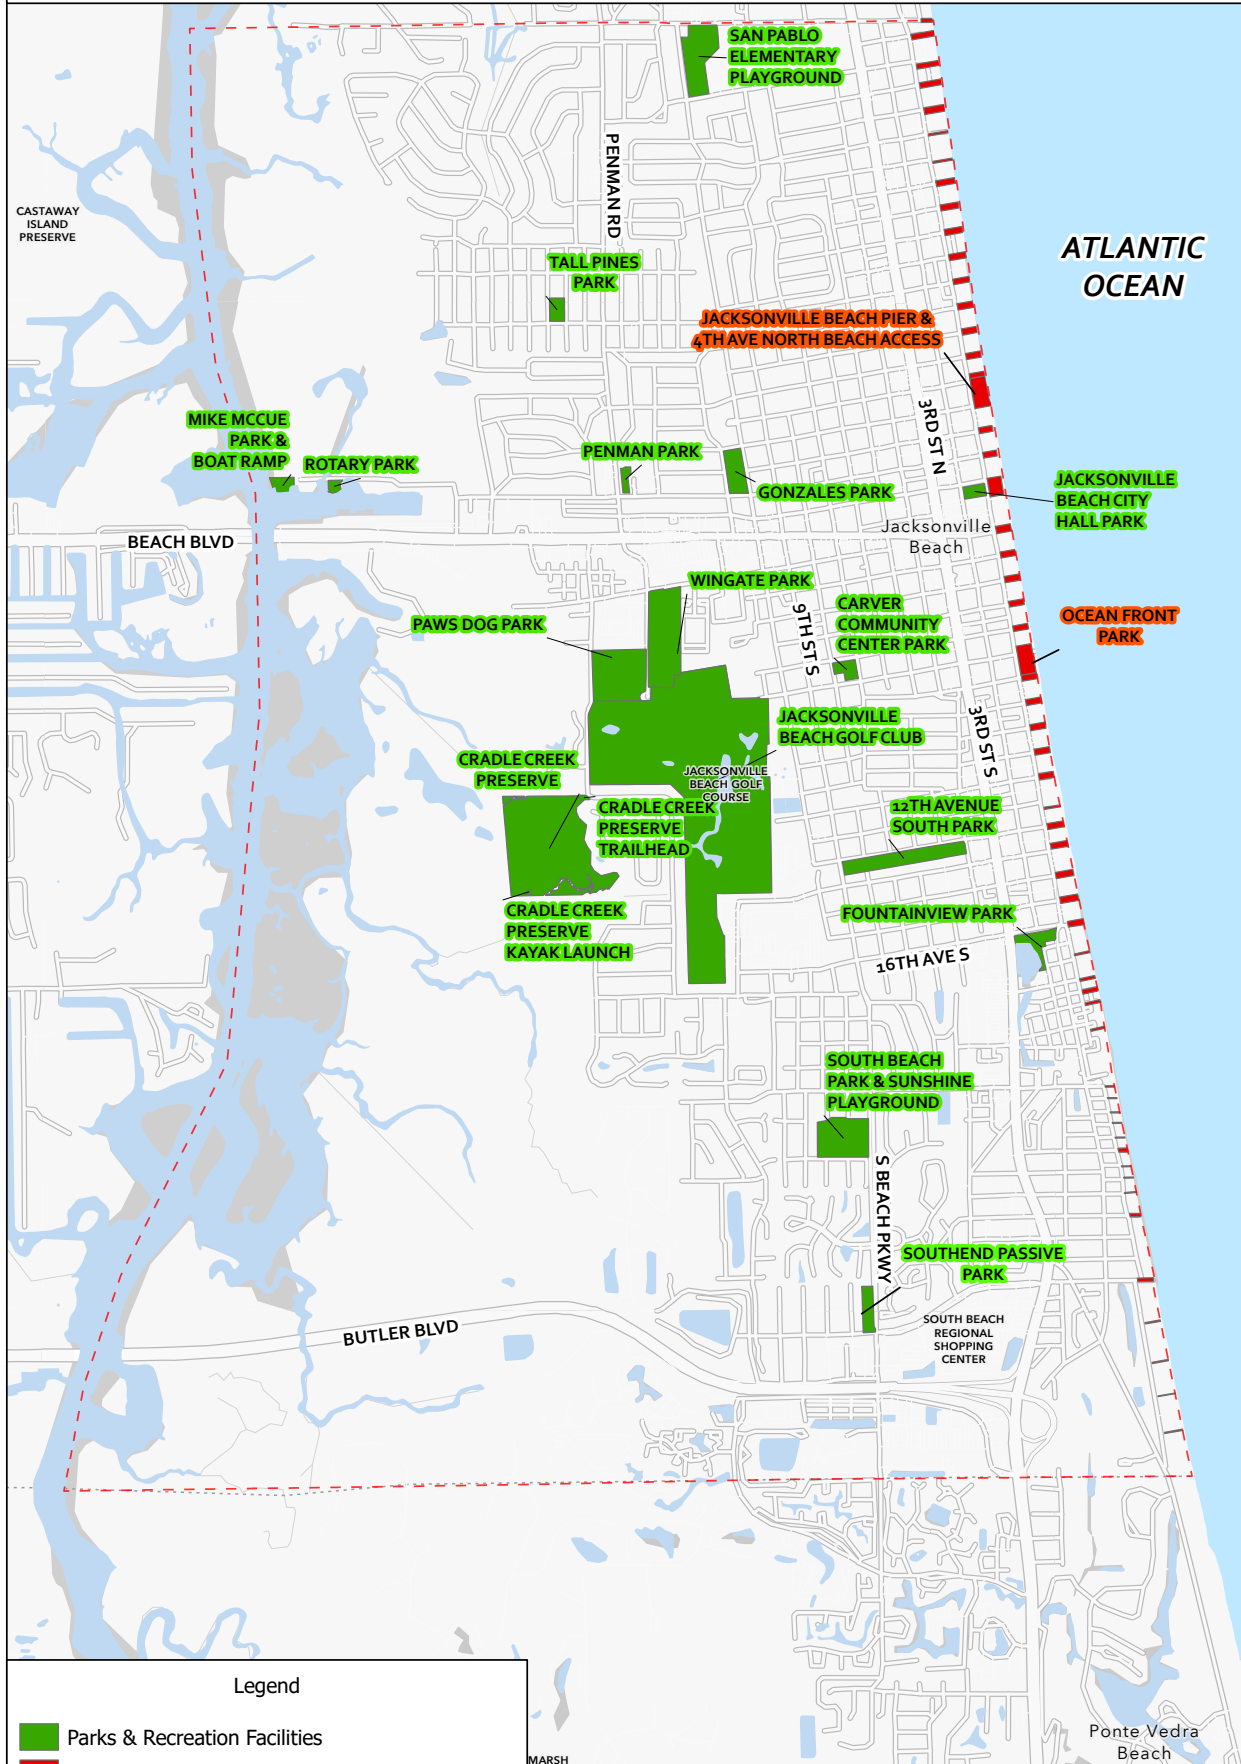 SAN PABLO
ELEMENTARY
PLAYGROUND
PENMAN RD
CASTAWAY
ISLAND
PRESERVE
ATLANTIC
OCEAN
TALL PINES
PARK
JACKSONVILLE BEACH PIER &
4TH AVE NORTH BEACH ACCESS
3RD ST N
MIKE MCCUE
PARK &
BOAT RAMP
ROTARY PARK
PENMAN PARK
GONZALES PARK
JACKSONVILLE
BEACH CITY
HALL PARK
Jacksonville
Beach
BEACH BLVD
WINGATE PARK
PAWS DOG PARK
9TH ST S
CARVER
COMMUNITY
CENTER PARK
OCEAN FRONT
PARK
3RD ST S
JACKSONVILLE
BEACH GOLF CLUB
CRADLE CREEK
PRESERVE
JACKSONVILLE
BEACH GOLF
COURSE
CRADLE CREEK
PRESERVE
TRAILHEAD
12TH AVENUE
SOUTH PARK
CRADLE CREEK
PRESERVE
KAYAK LAUNCH
FOUNTAINVIEW PARK
16TH AVE S
SOUTH BEACH
PARK & SUNSHINE
PLAYGROUND
S BEACH PKWY
SOUTHEND PASSIVE
PARK
BUTLER BLVD
SOUTH BEACH
REGIONAL
SHOPPING
CENTER
Legend
Parks & Recreation Facilities
MARSH
Ponte Vedra
Beach